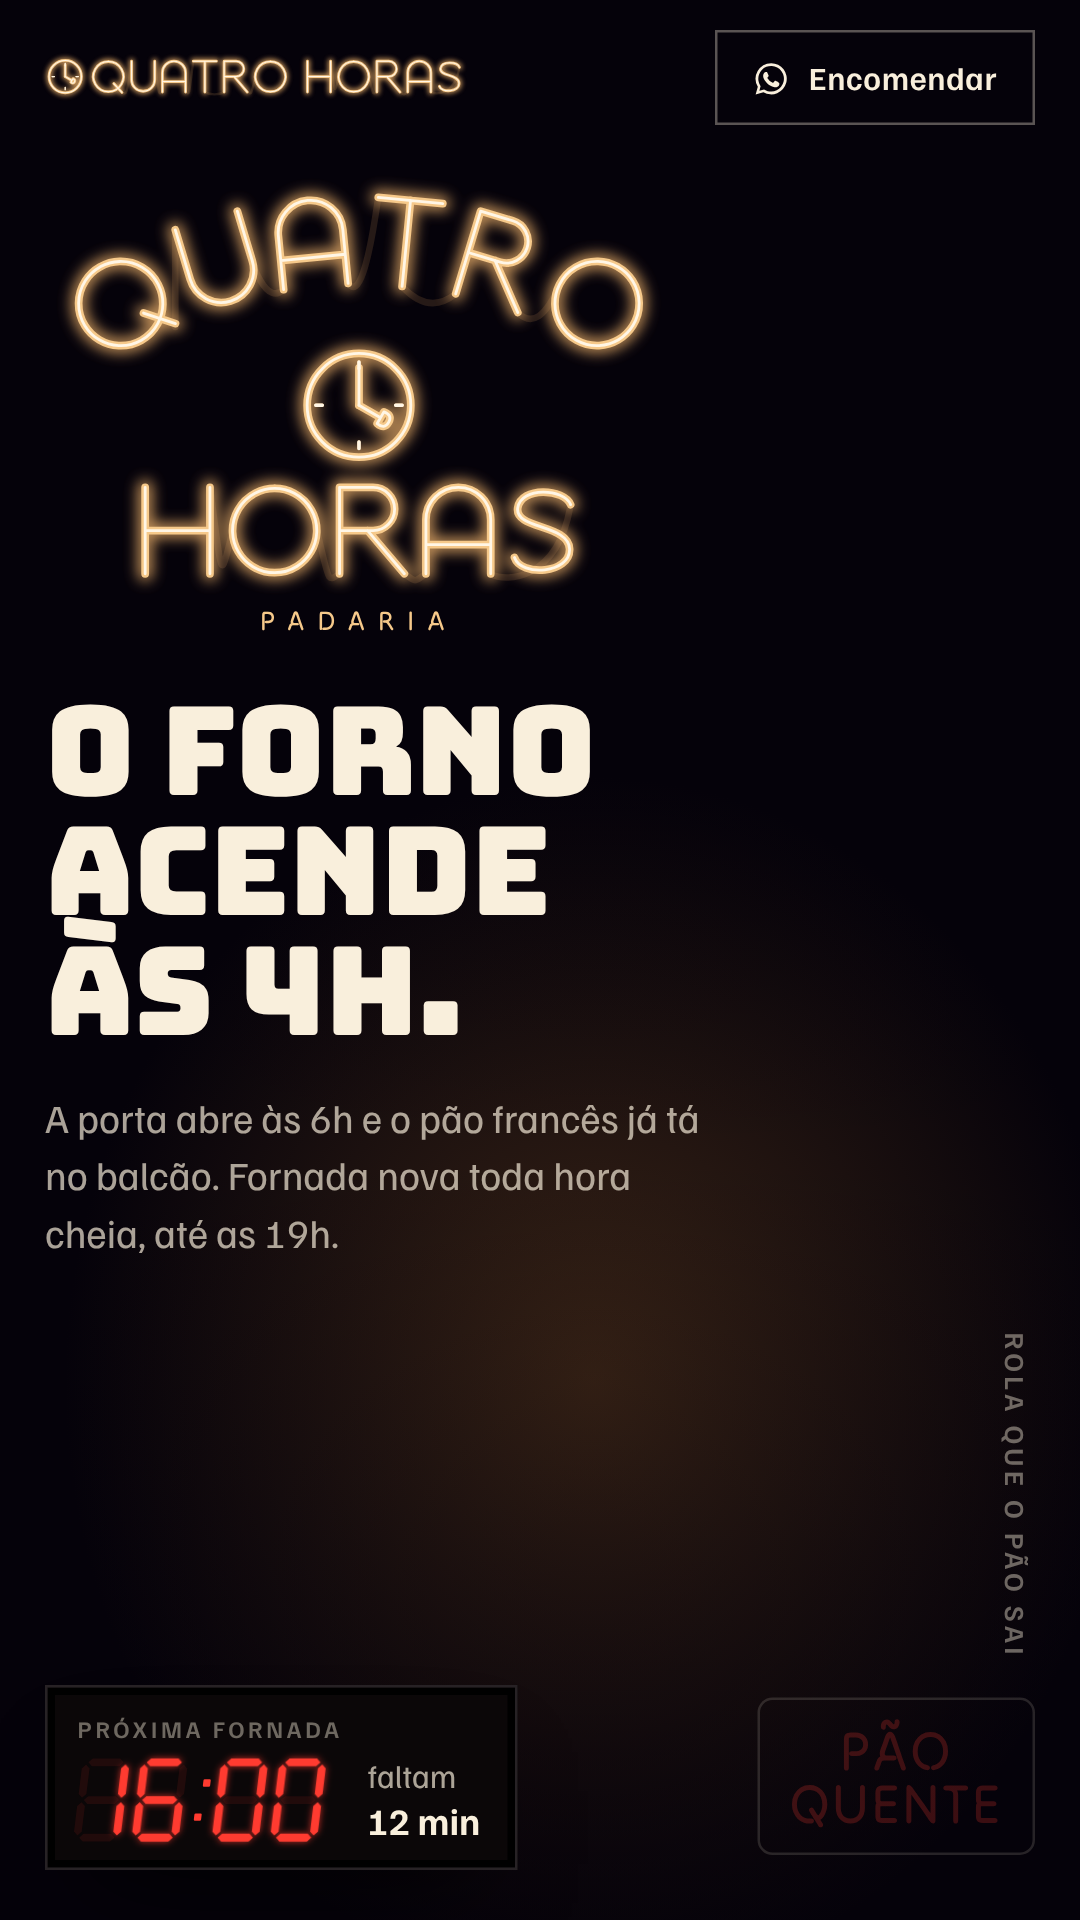 QUATRO HORAS
Encomendar
QUATRO
HORAS
PADARIA
O FORNO
ACENDE
ÀS 4H.
A porta abre às 6h e o pão francês já tá
no balcão. Fornada nova toda hora
cheia, até as 19h.
ROLA QUE O PÃO SAI
PRÓXIMA FORNADA
16:00
faltam
12 min
PÃO
QUENTE